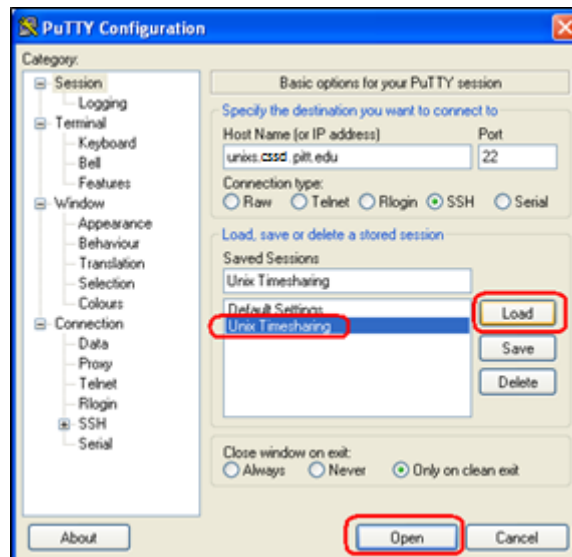 PuTTY Configuration
Category:
Session
Logging
Terminal
Keyboard
Bell
Features
Window
Appearance
Behaviour
Translation
Selection
Colours
Connection
Data
Proxy
Telnet
Rlogin
SSH
Serial
Basic options for your PuTTY session
Specify the destination you want to connect to
Host Name (or IP address) Port
unixs.cssd.pitt.edu 22
Connection type:
Raw Telnet Rlogin SSH Serial
Load, save or delete a stored session
Saved Sessions
Unix Timesharing
Default Settings
Unix Timesharing
Load
Save
Delete
Close window on exit:
Always Never Only on clean exit
About Open Cancel